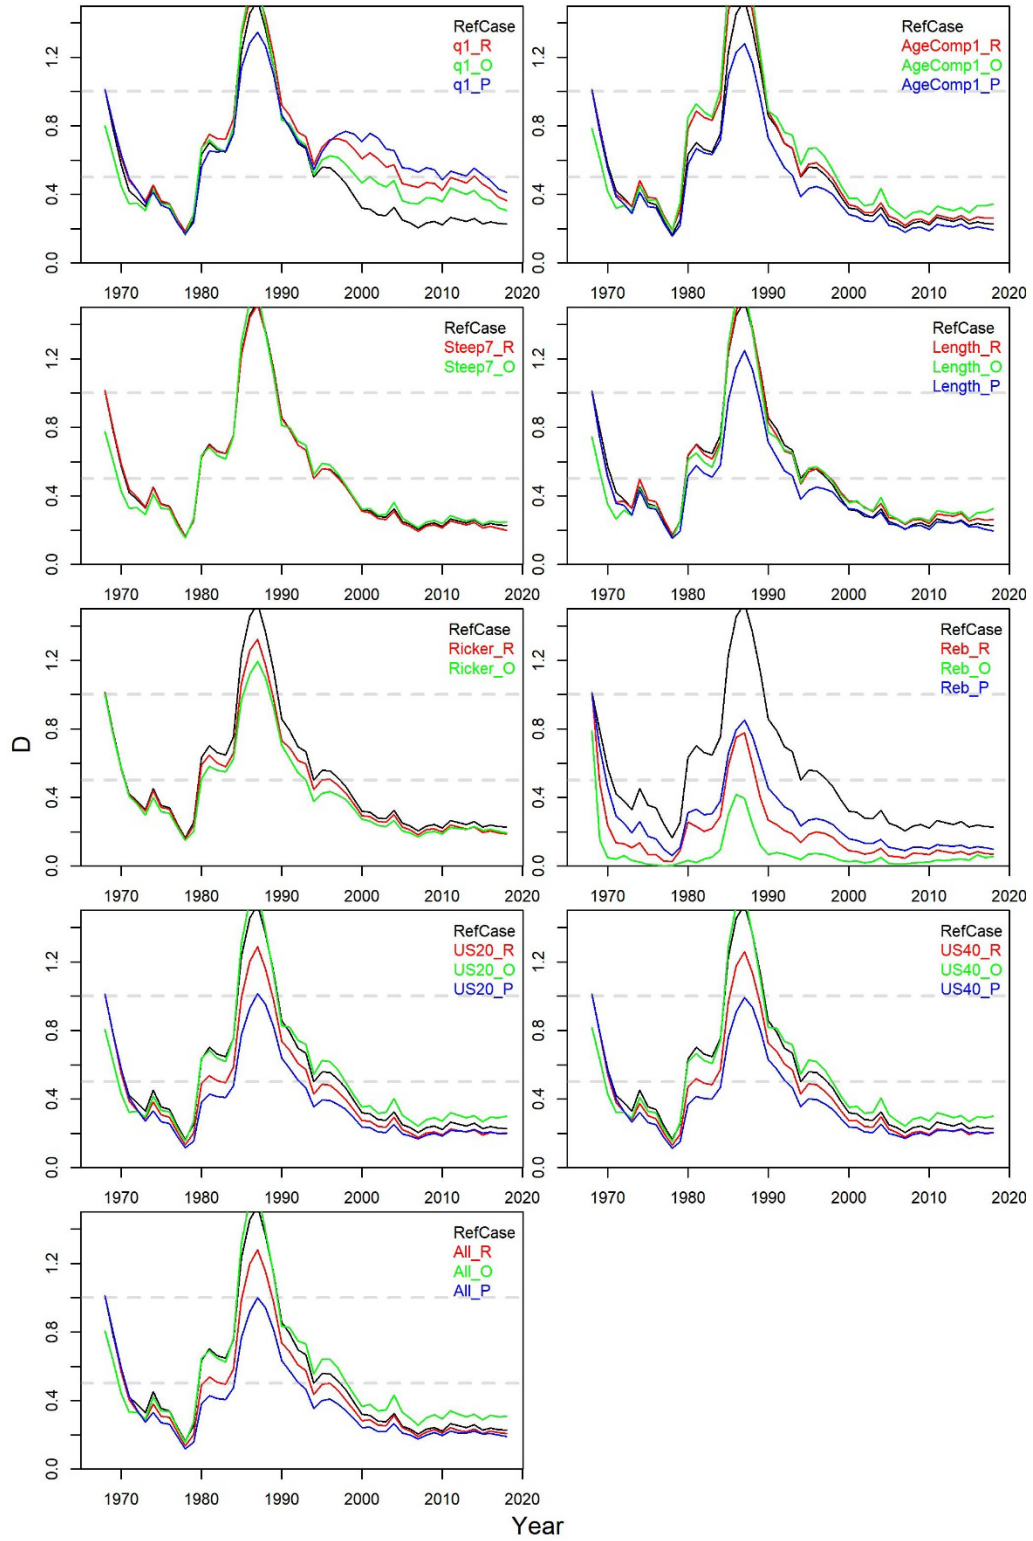 RefCase
q1_R
q1_O
q1_P
0.0 0.4 0.8 1.2
1970 1980 1990 2000 2010 2020
RefCase
AgeComp1_R
AgeComp1_O
AgeComp1_P
0.0 0.4 0.8 1.2
1970 1980 1990 2000 2010 2020
RefCase
Steep7_R
Steep7_O
0.0 0.4 0.8 1.2
1970 1980 1990 2000 2010 2020
RefCase
Length_R
Length_O
Length_P
0.0 0.4 0.8 1.2
1970 1980 1990 2000 2010 2020
RefCase
Ricker_R
Ricker_O
0.0 0.4 0.8 1.2
1970 1980 1990 2000 2010 2020
RefCase
Reb_R
Reb_O
Reb_P
0.0 0.4 0.8 1.2
1970 1980 1990 2000 2010 2020
D
RefCase
US20_R
US20_O
US20_P
0.0 0.4 0.8 1.2
1970 1980 1990 2000 2010 2020
RefCase
US40_R
US40_O
US40_P
0.0 0.4 0.8 1.2
1970 1980 1990 2000 2010 2020
RefCase
All_R
All_O
All_P
0.0 0.4 0.8 1.2
1970 1980 1990 2000 2010 2020
Year